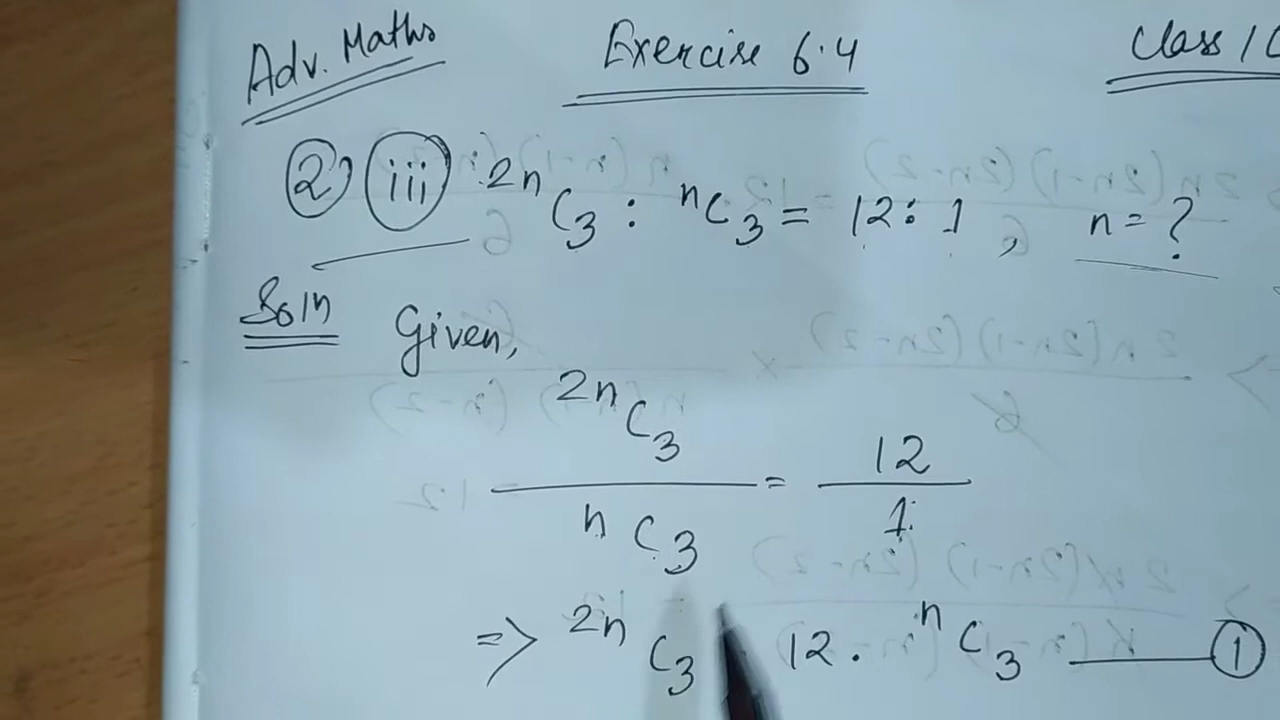 Adv. Maths Exercise 6.4 Class 10
2) iii 2nC3 : nC3 = 12 : 1 , n = ?
Soln Given,
2nC3 / nC3 = 12 / 1
=> 2nC3 12 . nC3 —— 1